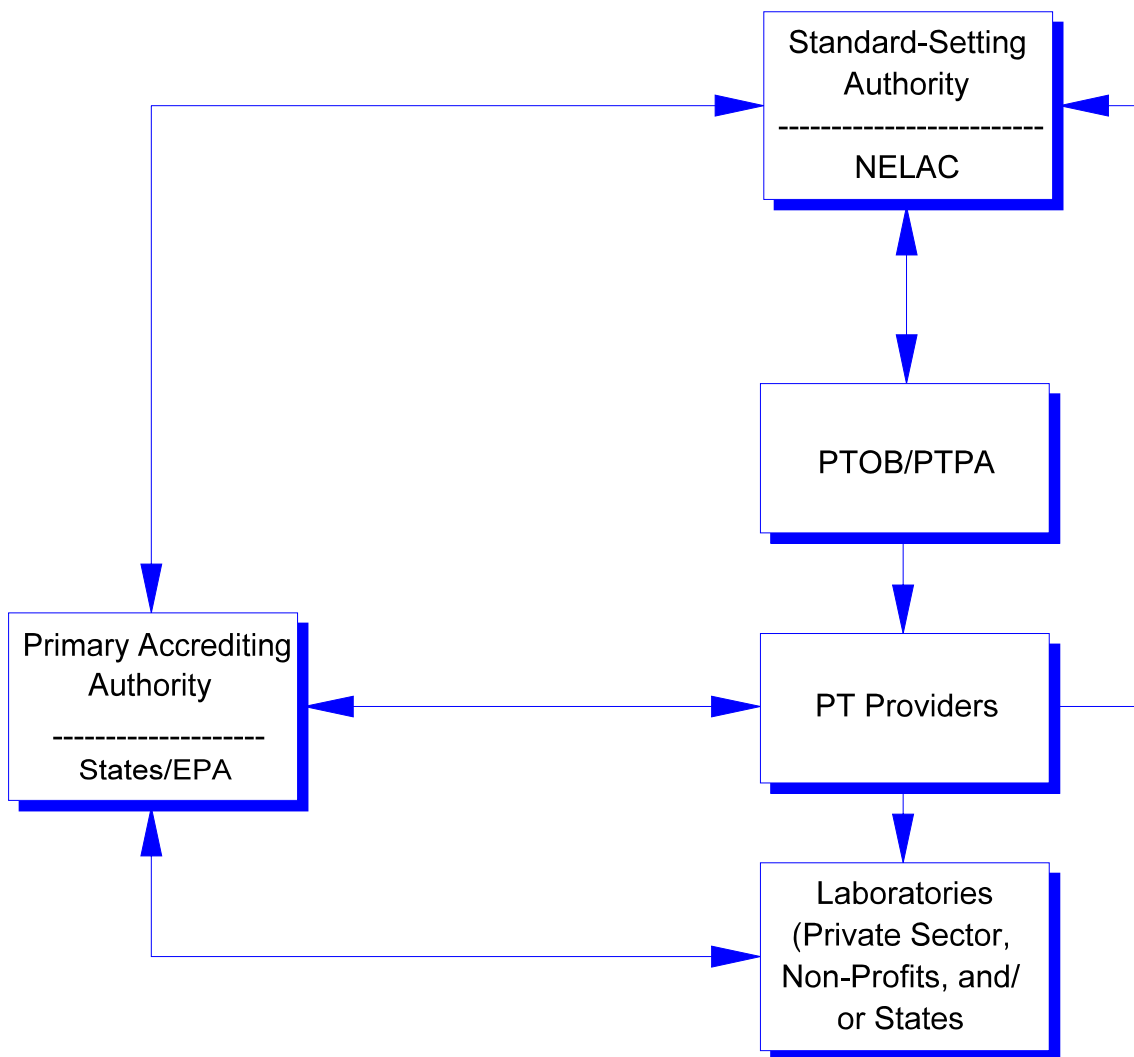 Standard-Setting
Authority
-------------------------
NELAC
PTOB/PTPA
Primary Accrediting
Authority
--------------------
States/EPA
PT Providers
Laboratories
(Private Sector,
Non-Profits, and/
or States